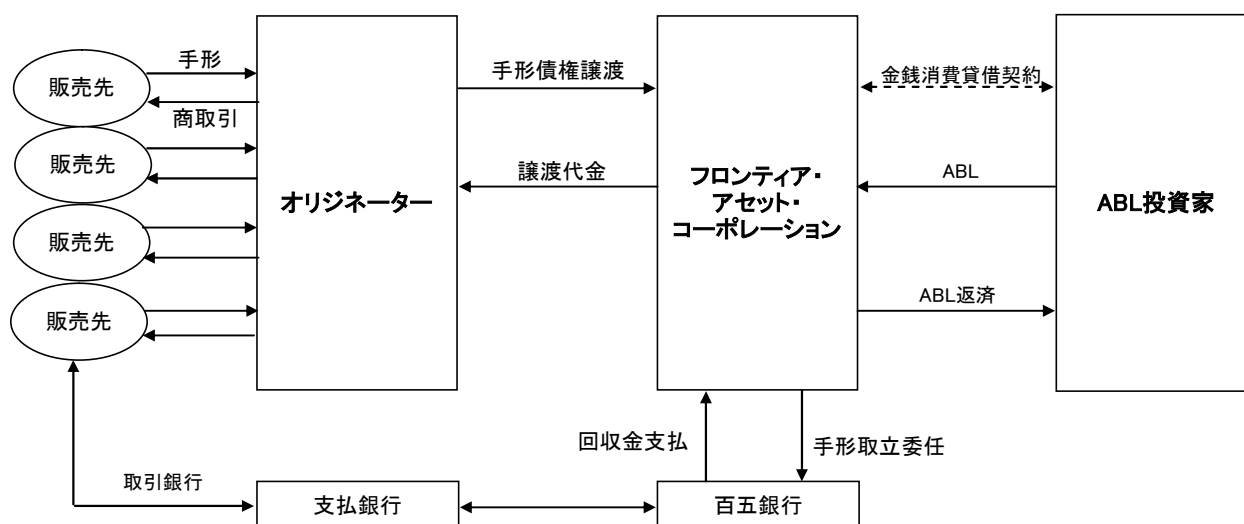 手形
販売先
商取引
販売先
販売先
販売先
オリジネーター
手形債権譲渡
譲渡代金
フロンティア・
アセット・
コーポレーション
金銭消費貸借契約
ABL
ABL返済
ABL投資家
回収金支払
手形取立委任
取引銀行
支払銀行
百五銀行